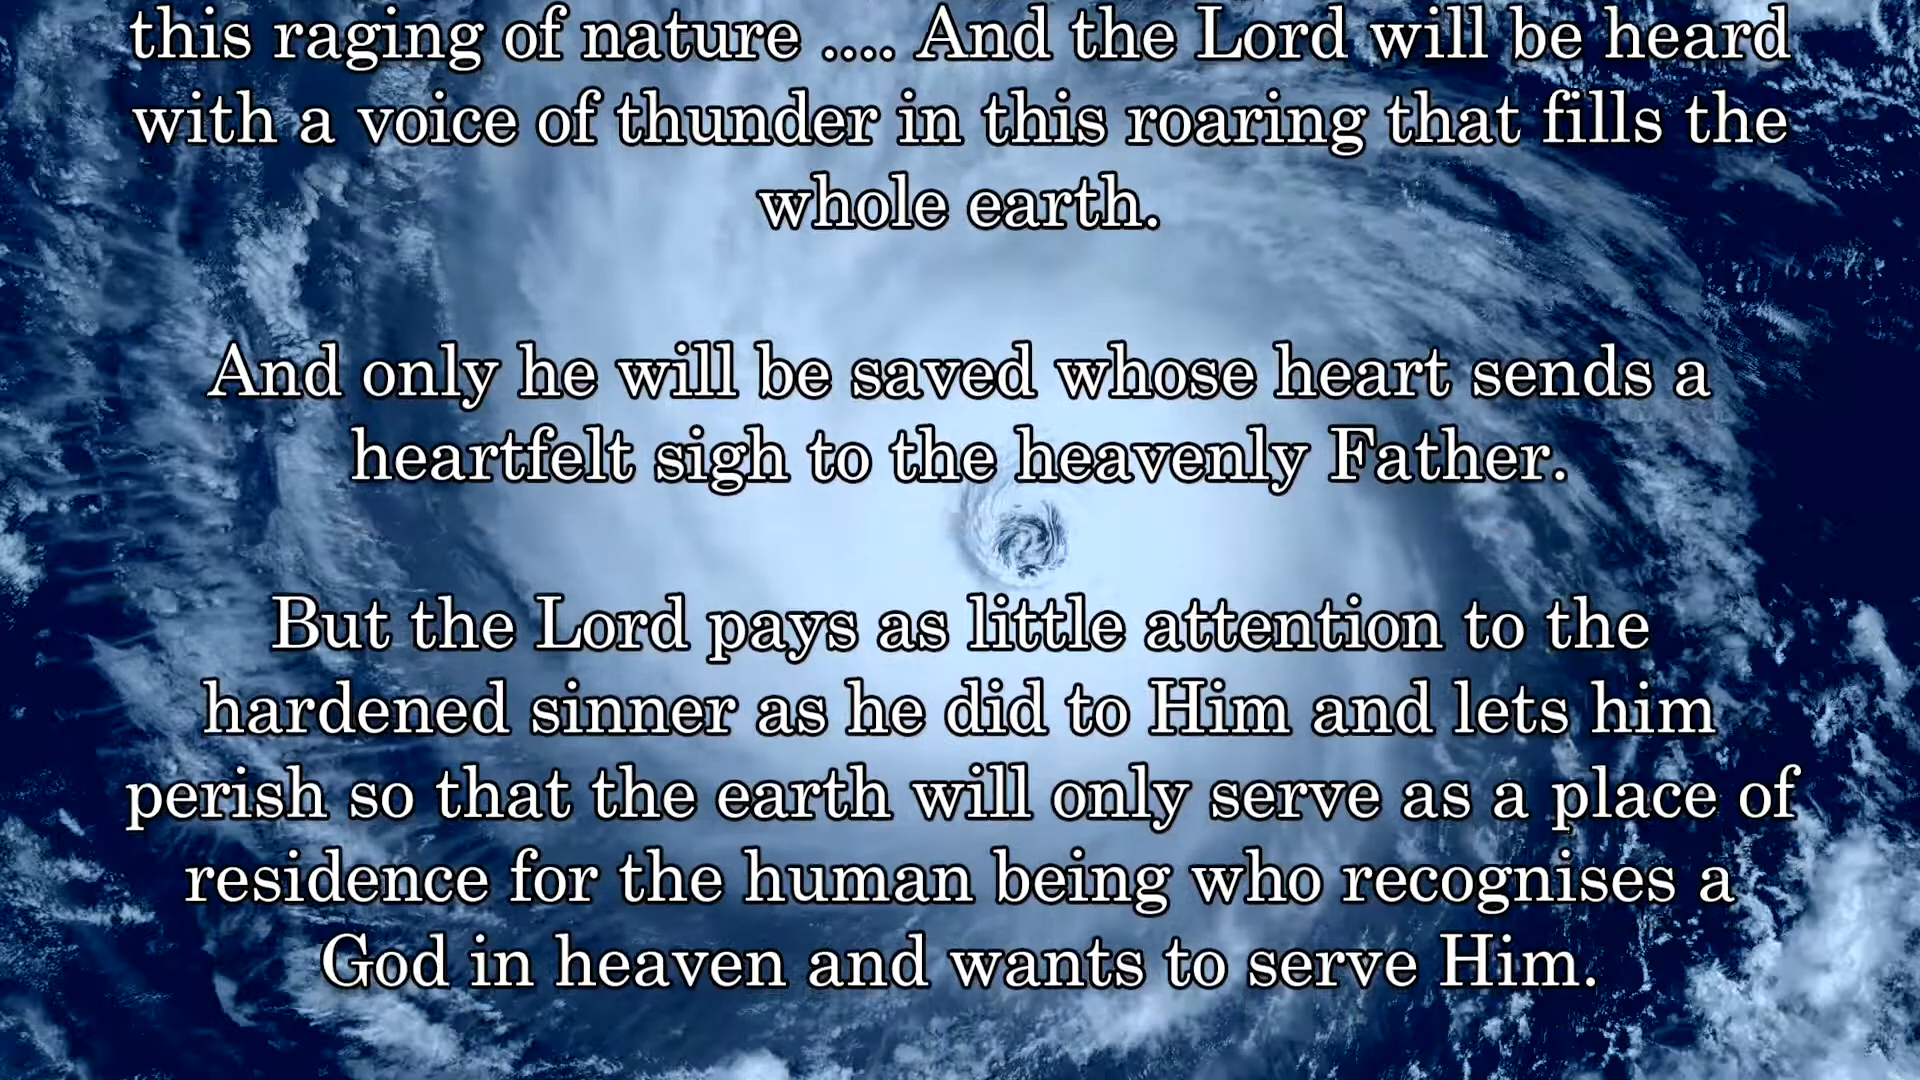 this raging of nature .... And the Lord will be heard
with a voice of thunder in this roaring that fills the
whole earth.
And only he will be saved whose heart sends a
heartfelt sigh to the heavenly Father.
But the Lord pays as little attention to the
hardened sinner as he did to Him and lets him
perish so that the earth will only serve as a place of
residence for the human being who recognises a
God in heaven and wants to serve Him.